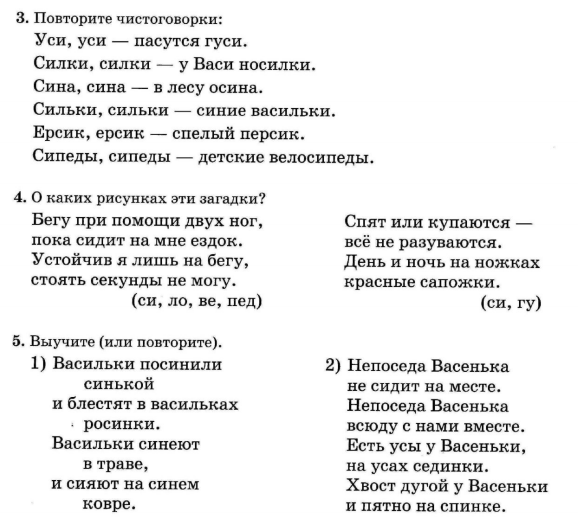 3. Повторите чистоговорки:
Уси, уси — пасутся гуси.
Силки, силки — у Васи носилки.
Сина, сина — в лесу осина.
Сильки, сильки — синие васильки.
Ерсик, ерсик — спелый персик.
Сипеды, сипеды — детские велосипеды.
4. О каких рисунках эти загадки?
Бегу при помощи двух ног,
пока сидит на мне ездок.
Устойчив я лишь на бегу,
стоять секунды не могу.
(си, ло, ве, пед)
Спят или купаются —
всё не разуваются.
День и ночь на ножках
красные сапожки.
(си, гу)
5. Выучите (или повторите).
1) Васильки посинили
синькой
и блестят в васильках
росинки.
Васильки синеют
в траве,
и сияют на синем
ковре.
2) Непоседа Васенька
не сидит на месте.
Непоседа Васенька
всюду с нами вместе.
Есть усы у Васеньки,
на усах сединки.
Хвост дугой у Васеньки
и пятно на спинке.